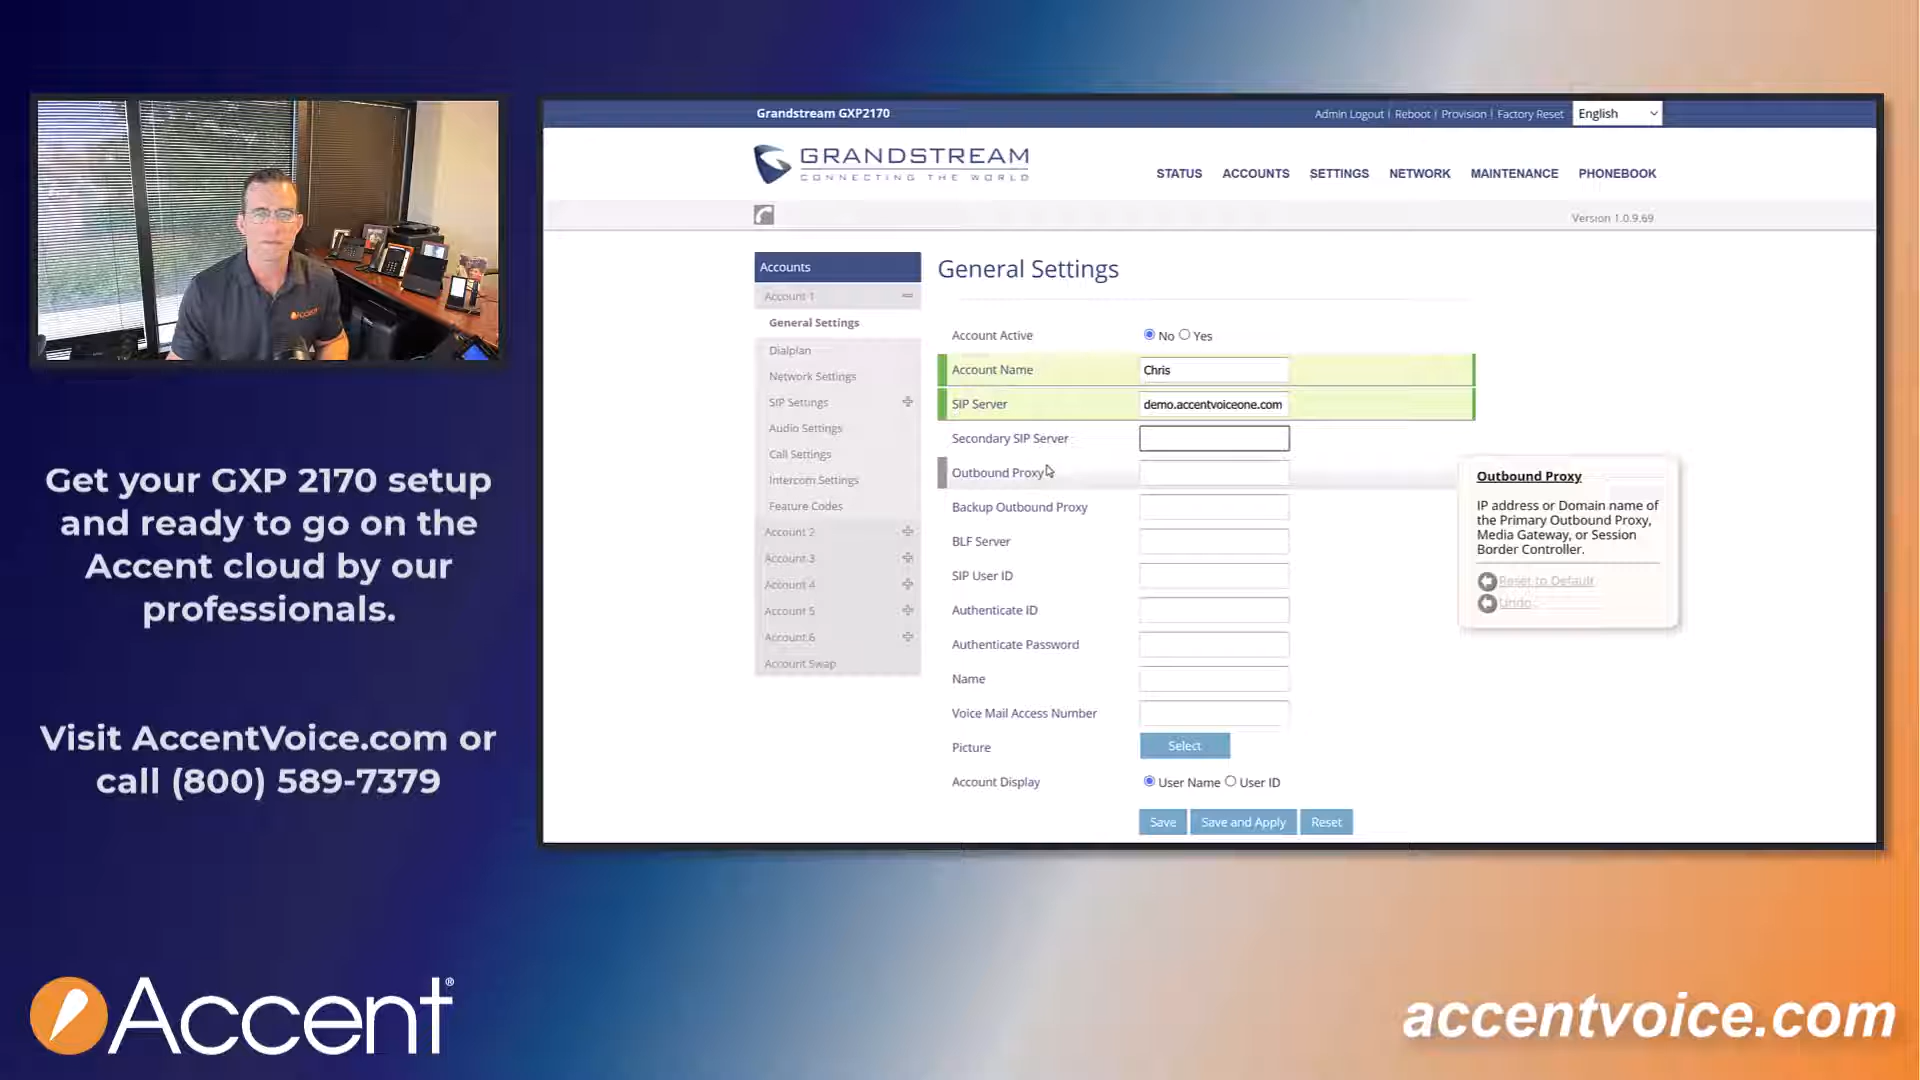 Grandstream GXP2170
Admin Logout | Reboot | Provision | Factory Reset
English
GRANDSTREAM
CONNECTING THE WORLD
STATUS ACCOUNTS SETTINGS NETWORK MAINTENANCE PHONEBOOK
Version 1.0.9.69
Accounts
Account 1
General Settings
Dialplan
Network Settings
SIP Settings
Audio Settings
Call Settings
Intercom Settings
Feature Codes
Account 2
Account 3
Account 4
Account 5
Account 6
Account Swap
General Settings
Account Active No Yes
Account Name Chris
SIP Server demo.accentvoiceone.com
Secondary SIP Server
Outbound Proxy
Backup Outbound Proxy
BLF Server
SIP User ID
Authenticate ID
Authenticate Password
Name
Voice Mail Access Number
Picture Select
Account Display User Name User ID
Save Save and Apply Reset
Outbound Proxy
IP address or Domain name of
the Primary Outbound Proxy,
Media Gateway, or Session
Border Controller.
Reset to Default
Undo
Accent
Get your GXP 2170 setup
and ready to go on the
Accent cloud by our
professionals.
Visit AccentVoice.com or
call (800) 589-7379
Accent®
accentvoice.com